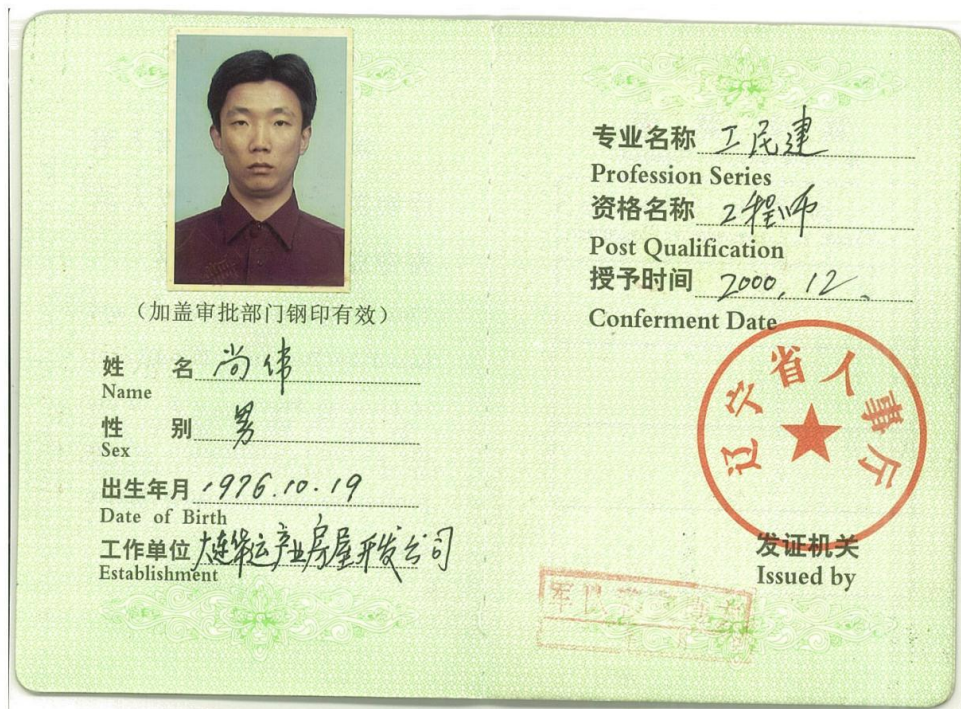 (加盖审批部门钢印有效)
姓 名 尚伟
Name
性 别 男
Sex
出生年月 1976.10.19
Date of Birth
工作单位 大连华运产业房屋开发公司
Establishment
专业名称 工民建
Profession Series
资格名称 工程师
Post Qualification
授予时间 2000.12.
Conferment Date
辽宁省人事厅
发证机关
Issued by